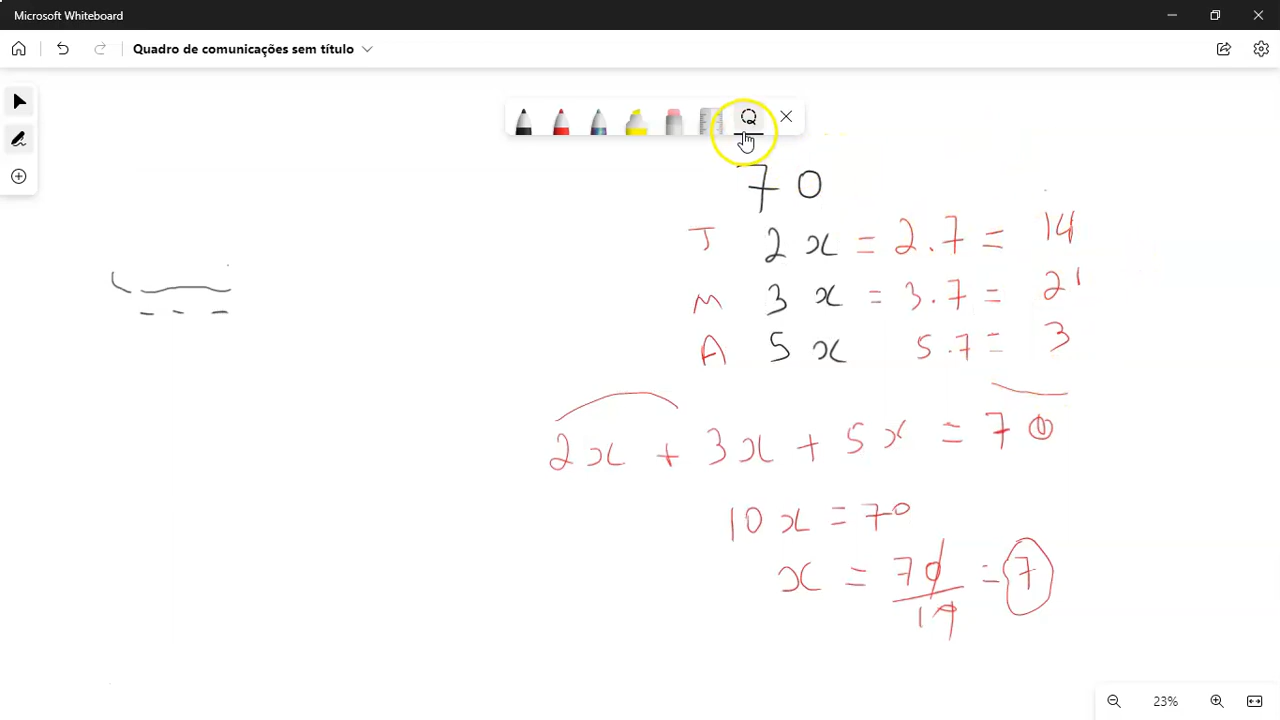 Microsoft Whiteboard
Quadro de comunicações sem título
70
J 2x = 2.7 = 14
M 3x = 3.7 = 21
A 5x 5.7 = 3
2x + 3x + 5x = 70
10x = 70
x = 70/10 = 7
23%